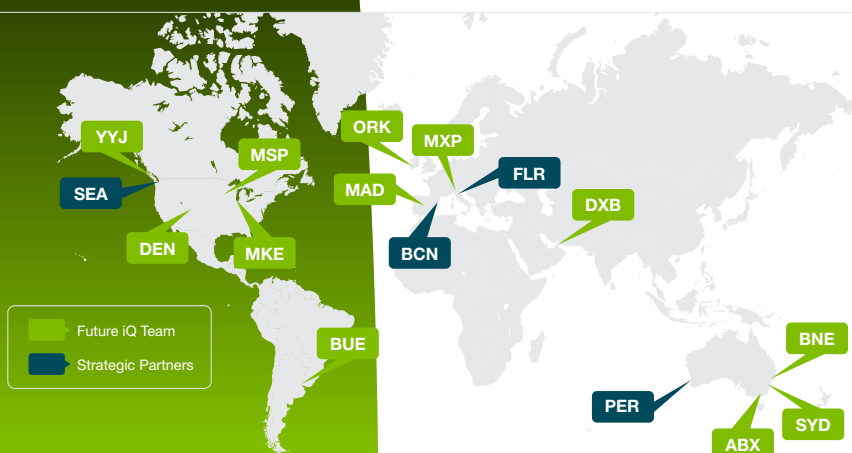 YYJ
MSP
SEA
DEN
MKE
ORK
MXP
MAD
FLR
BCN
DXB
BUE
Future iQ Team
Strategic Partners
BNE
PER
SYD
ABX